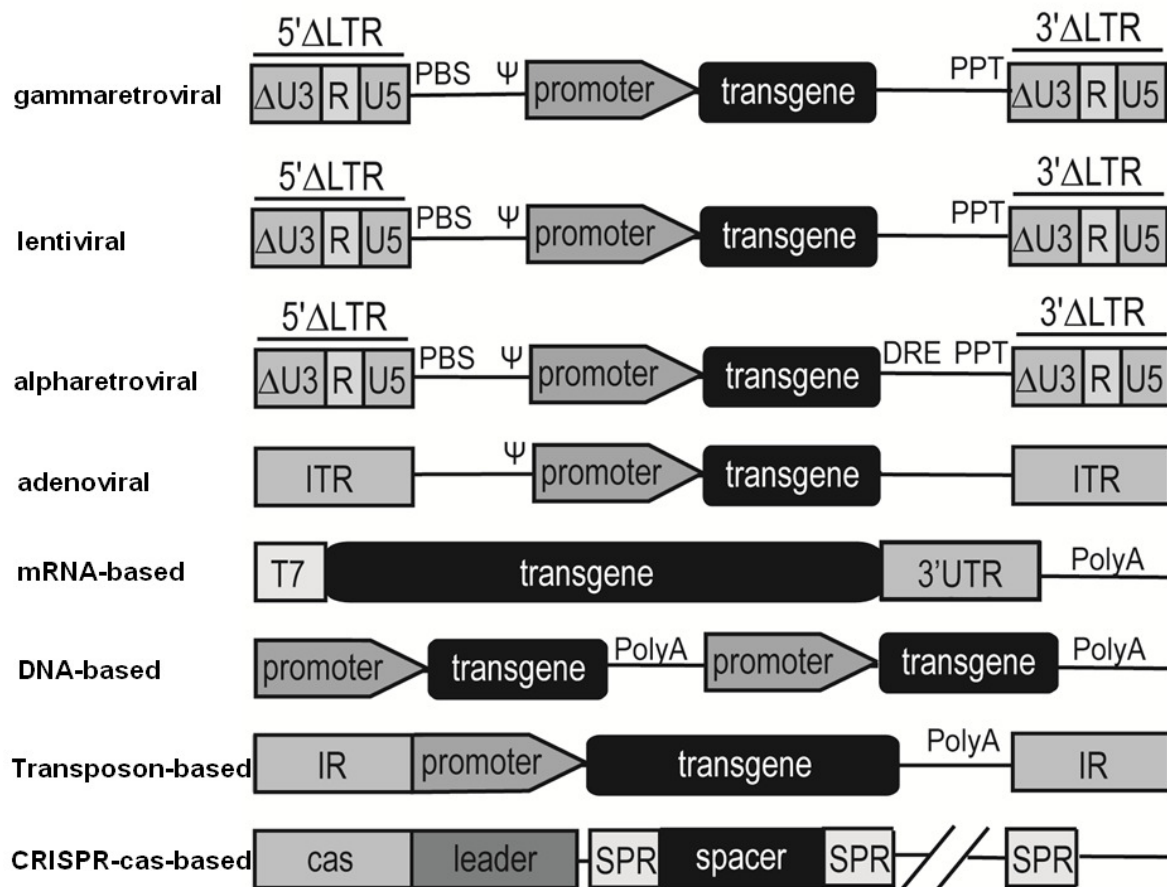 5'ΔLTR 3'ΔLTR
gammaretroviral ΔU3 R U5 PBS Ψ promoter transgene PPT ΔU3 R U5
5'ΔLTR 3'ΔLTR
lentiviral ΔU3 R U5 PBS Ψ promoter transgene PPT ΔU3 R U5
5'ΔLTR 3'ΔLTR
alpharetroviral ΔU3 R U5 PBS Ψ promoter transgene DRE PPT ΔU3 R U5
adenoviral ITR Ψ promoter transgene ITR
mRNA-based T7 transgene 3'UTR PolyA
DNA-based promoter transgene PolyA promoter transgene PolyA
Transposon-based IR promoter transgene PolyA IR
CRISPR-cas-based cas leader SPR spacer SPR SPR